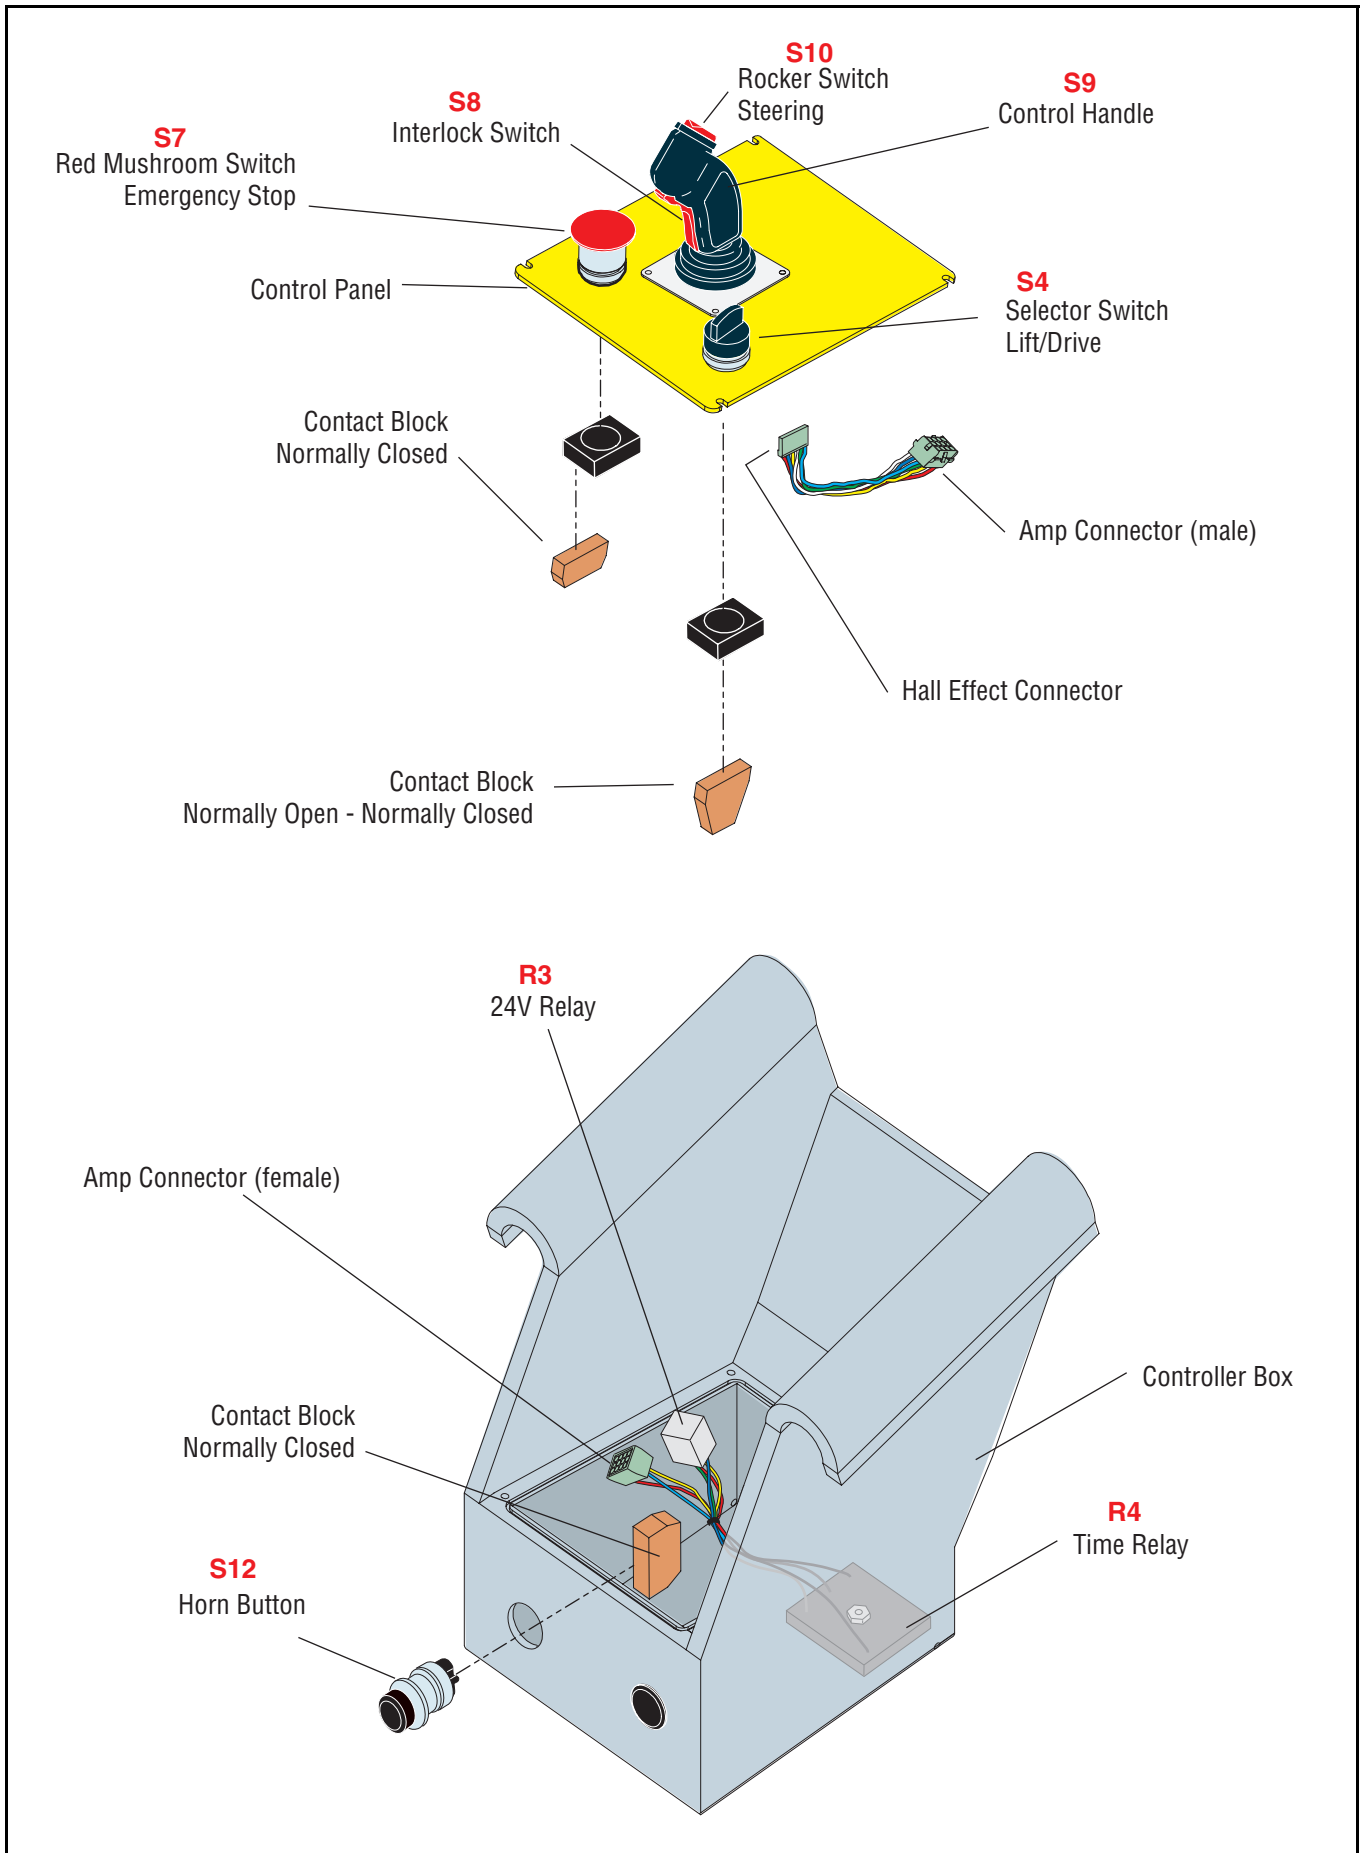 S10
Rocker Switch
Steering
S9
Control Handle
S8
Interlock Switch
S7
Red Mushroom Switch
Emergency Stop
Control Panel
S4
Selector Switch
Lift/Drive
Contact Block
Normally Closed
Amp Connector (male)
Hall Effect Connector
Contact Block
Normally Open - Normally Closed
R3
24V Relay
Amp Connector (female)
Controller Box
Contact Block
Normally Closed
R4
Time Relay
S12
Horn Button